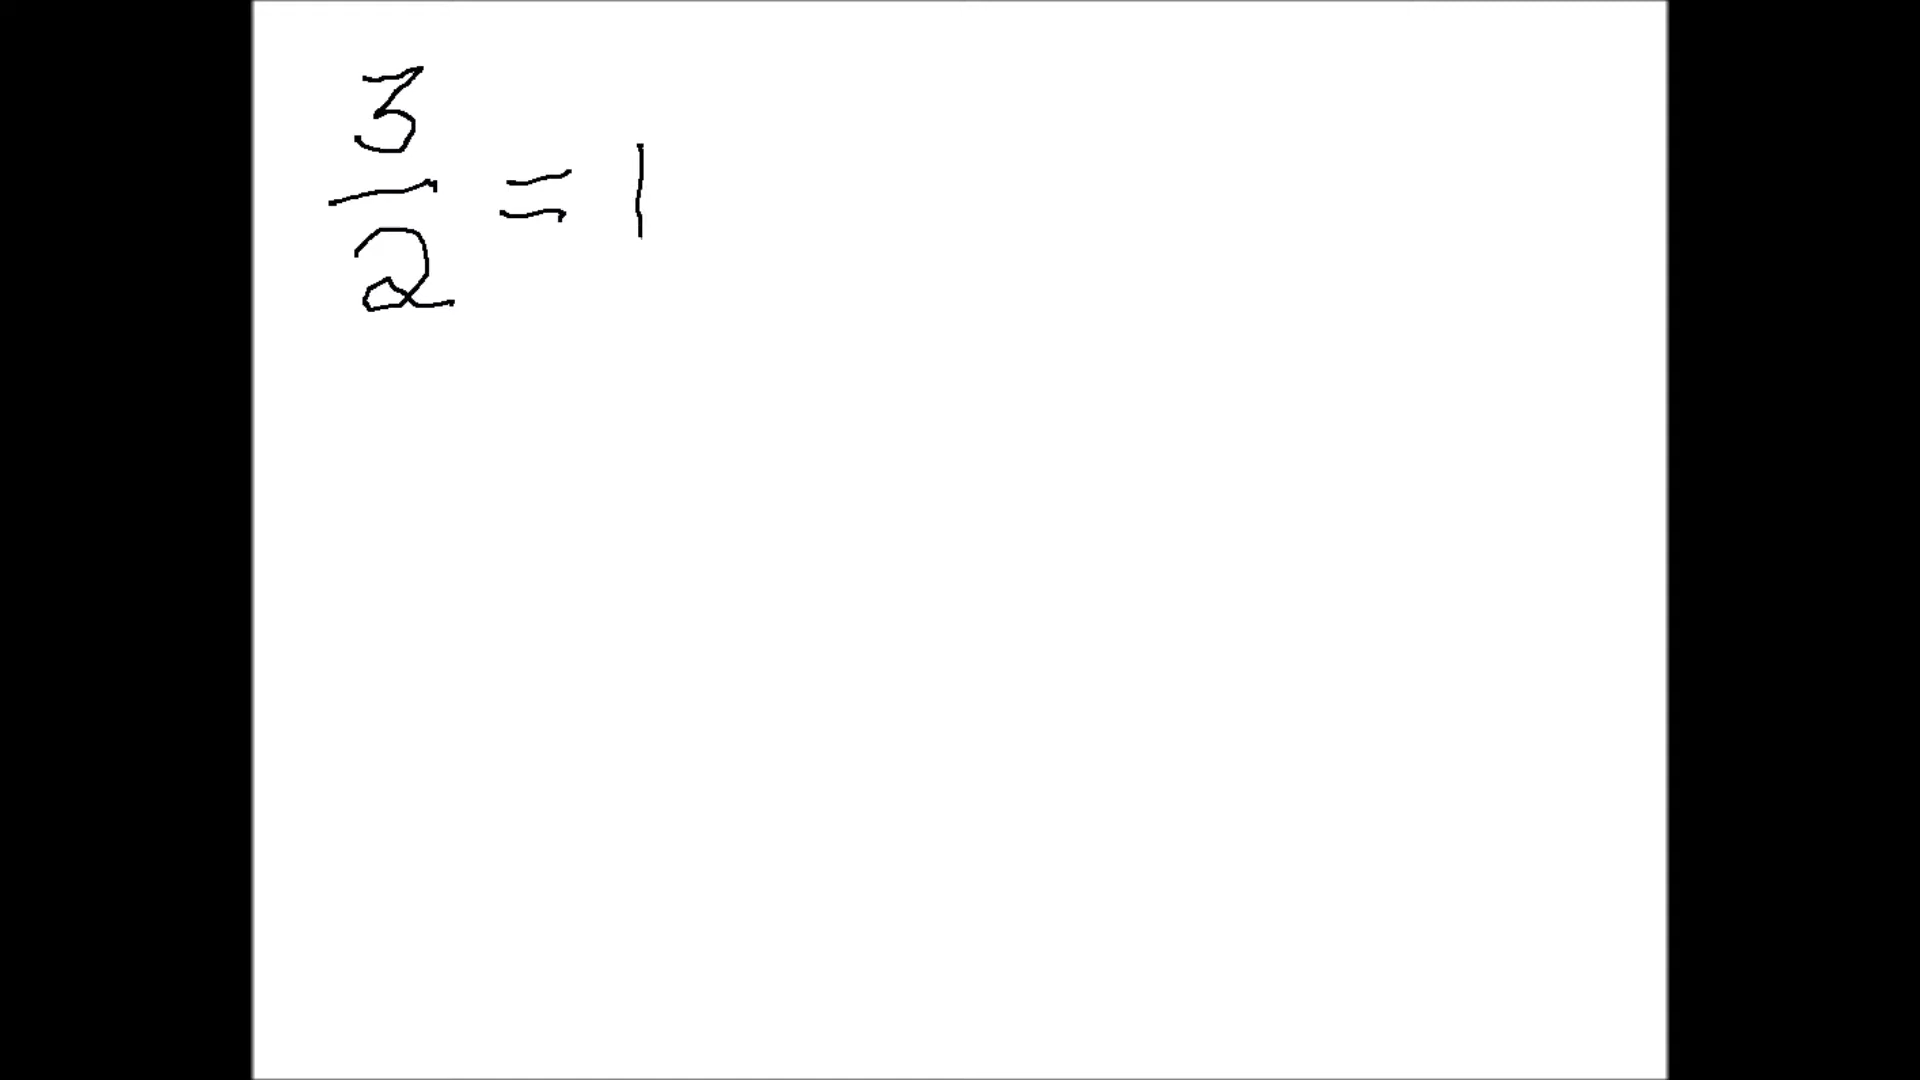 3/2 = 1